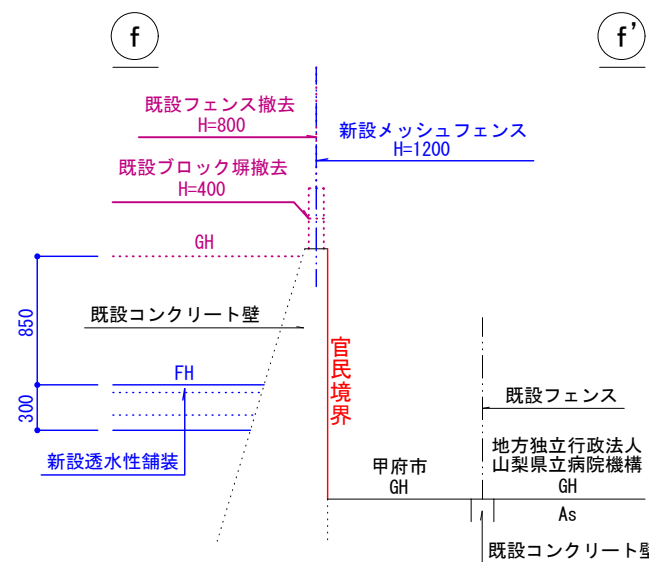 f
f'
既設フェンス撤去
H=800
新設メッシュフェンス
H=1200
既設ブロック塀撤去
H=400
GH
850
既設コンクリート壁
官民境界
FH
300
新設透水性舗装
既設フェンス
甲府市
GH
地方独立行政法人
山梨県立病院機構
GH
As
既設コンクリート壁